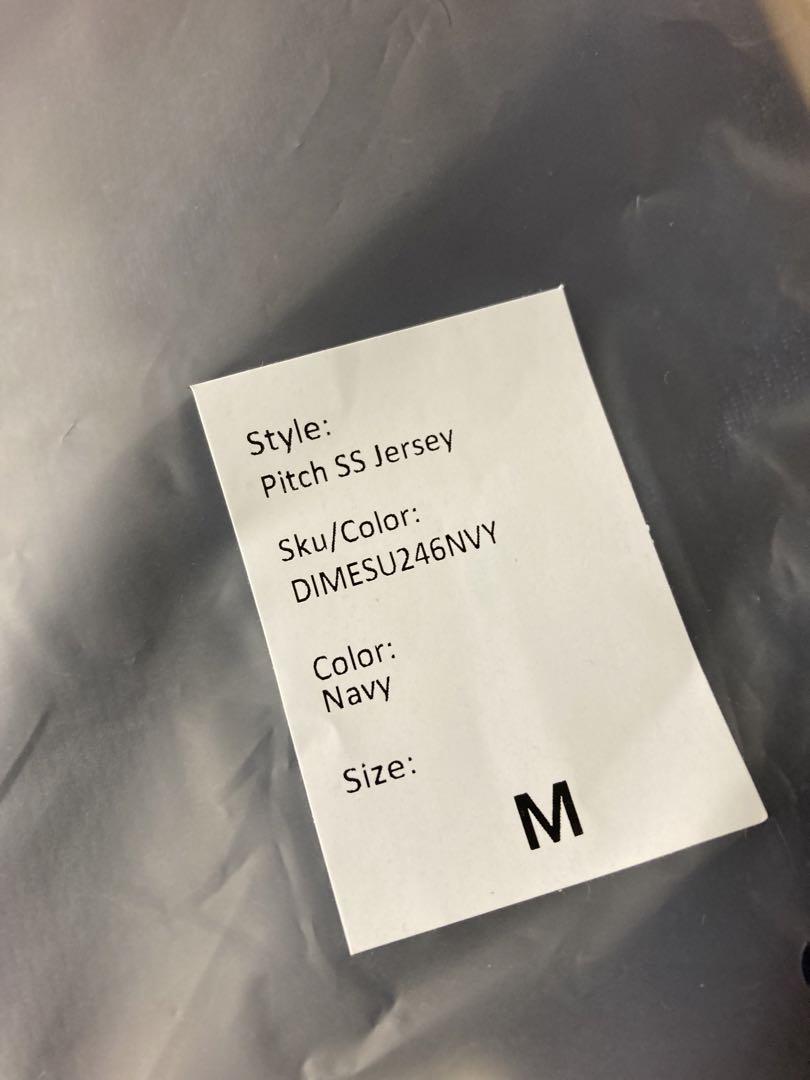 Style:
Pitch SS Jersey
Sku/Color:
DIMESU246NVY
Color:
Navy
Size:
M